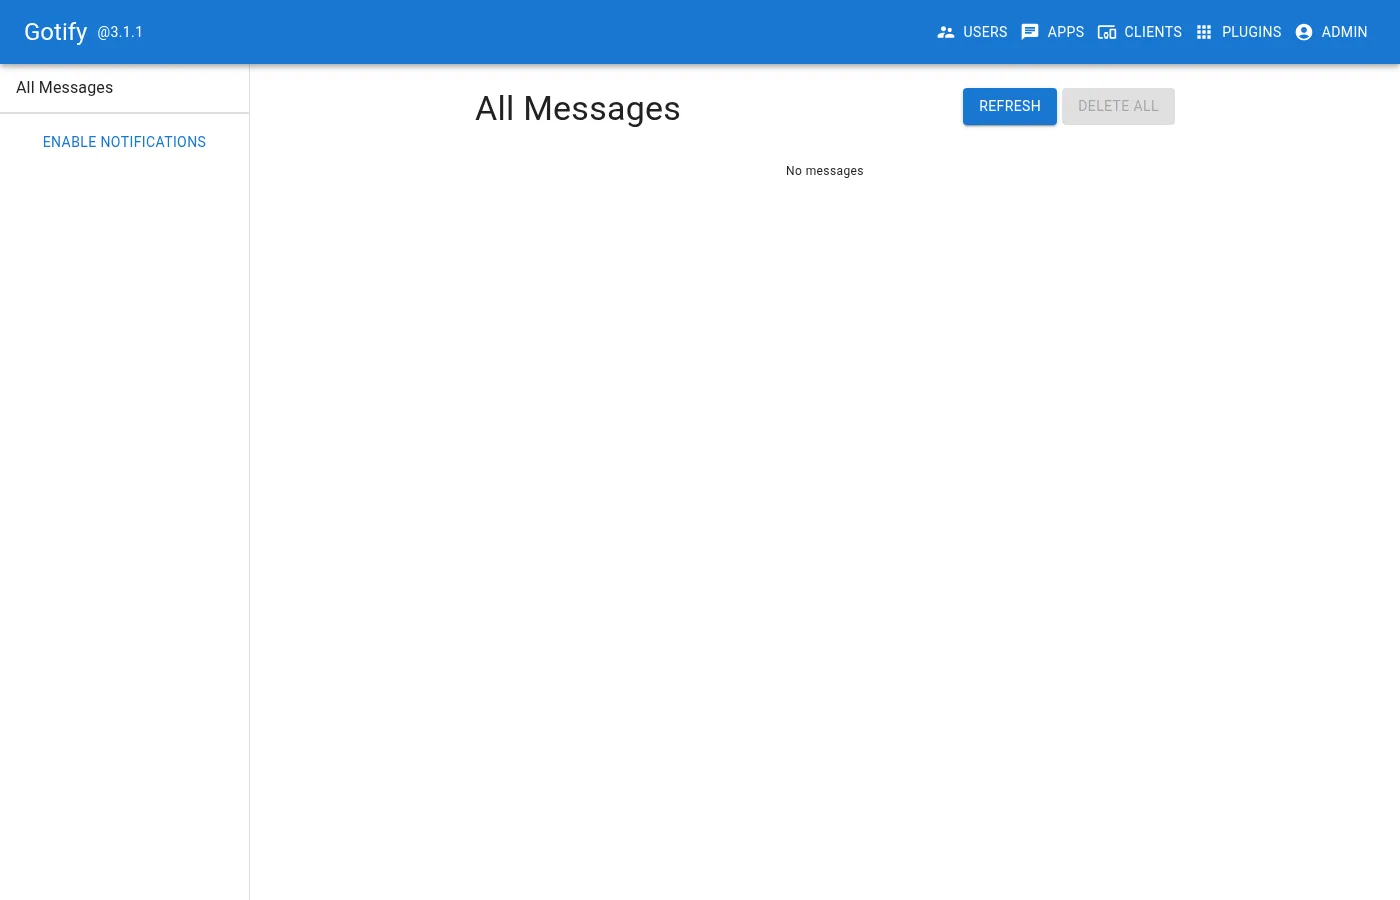 Gotify @3.1.1 USERS APPS CLIENTS PLUGINS ADMIN
All Messages
ENABLE NOTIFICATIONS
All Messages REFRESH DELETE ALL
No messages